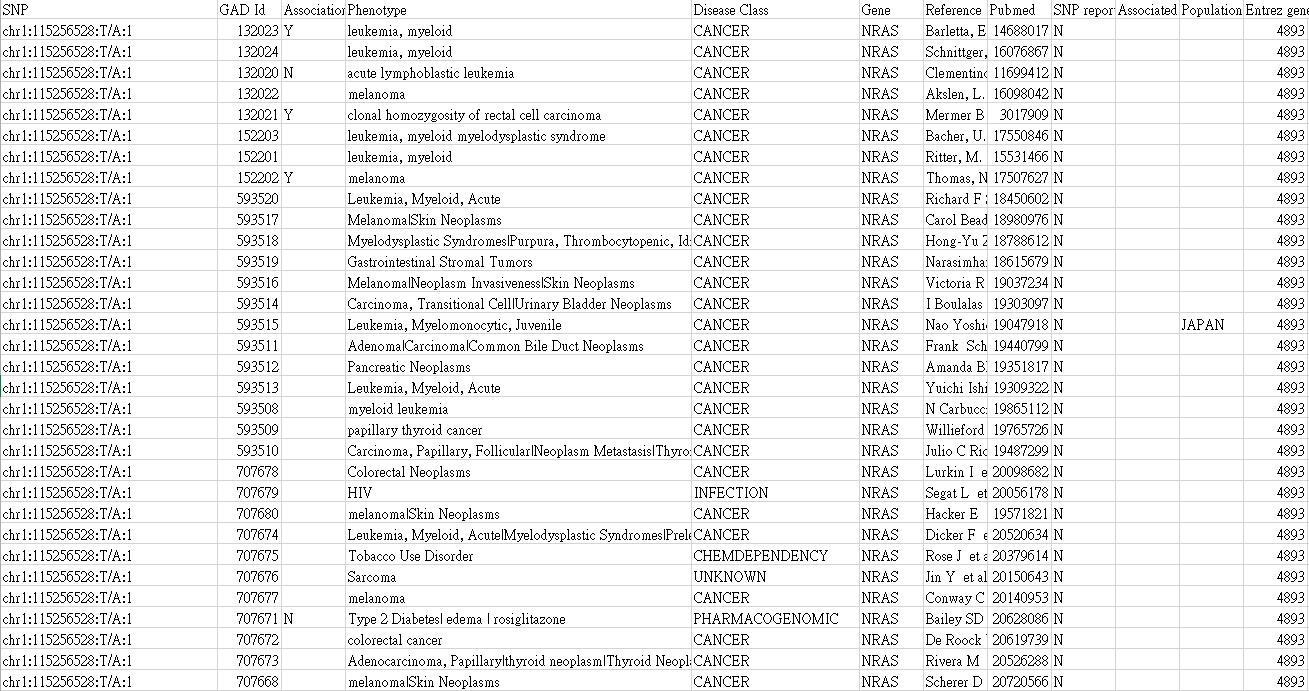 SNP GAD Id Association Phenotype Disease Class Gene Reference Pubmed SNP repor Associated Population Entrez gene
chr1:115256528:T/A:1 132023 Y leukemia, myeloid CANCER NRAS Barletta, E 14688017 N 4893
chr1:115256528:T/A:1 132024 leukemia, myeloid CANCER NRAS Schnittger, 16076867 N 4893
chr1:115256528:T/A:1 132020 N acute lymphoblastic leukemia CANCER NRAS Clementino 11699412 N 4893
chr1:115256528:T/A:1 132022 melanoma CANCER NRAS Akslen, L. 16098042 N 4893
chr1:115256528:T/A:1 132021 Y clonal homozygosity of rectal cell carcinoma CANCER NRAS Mermer B 3017909 N 4893
chr1:115256528:T/A:1 152203 leukemia, myeloid myelodysplastic syndrome CANCER NRAS Bacher, U. 17550846 N 4893
chr1:115256528:T/A:1 152201 leukemia, myeloid CANCER NRAS Ritter, M. 15531466 N 4893
chr1:115256528:T/A:1 152202 Y melanoma CANCER NRAS Thomas, N 17507627 N 4893
chr1:115256528:T/A:1 593520 Leukemia, Myeloid, Acute CANCER NRAS Richard F 18450602 N 4893
chr1:115256528:T/A:1 593517 Melanoma|Skin Neoplasms CANCER NRAS Carol Bead 18980976 N 4893
chr1:115256528:T/A:1 593518 Myelodysplastic Syndromes|Purpura, Thrombocytopenic, Id CANCER NRAS Hong-Yu Z 18788612 N 4893
chr1:115256528:T/A:1 593519 Gastrointestinal Stromal Tumors CANCER NRAS Narasimha 18615679 N 4893
chr1:115256528:T/A:1 593516 Melanoma|Neoplasm Invasiveness|Skin Neoplasms CANCER NRAS Victoria R 19037234 N 4893
chr1:115256528:T/A:1 593514 Carcinoma, Transitional Cell|Urinary Bladder Neoplasms CANCER NRAS I Boulalas 19303097 N 4893
chr1:115256528:T/A:1 593515 Leukemia, Myelomonocytic, Juvenile CANCER NRAS Nao Yoshi 19047918 N JAPAN 4893
chr1:115256528:T/A:1 593511 Adenoma|Carcinoma|Common Bile Duct Neoplasms CANCER NRAS Frank Sch 19440799 N 4893
chr1:115256528:T/A:1 593512 Pancreatic Neoplasms CANCER NRAS Amanda B 19351817 N 4893
chr1:115256528:T/A:1 593513 Leukemia, Myeloid, Acute CANCER NRAS Yuichi Ishi 19309322 N 4893
chr1:115256528:T/A:1 593508 myeloid leukemia CANCER NRAS N Carbucc 19865112 N 4893
chr1:115256528:T/A:1 593509 papillary thyroid cancer CANCER NRAS Willieford 19765726 N 4893
chr1:115256528:T/A:1 593510 Carcinoma, Papillary, Follicular|Neoplasm Metastasis|Thyro CANCER NRAS Julio C Ric 19487299 N 4893
chr1:115256528:T/A:1 707678 Colorectal Neoplasms CANCER NRAS Lurkin I e 20098682 N 4893
chr1:115256528:T/A:1 707679 HIV INFECTION NRAS Segat L et 20056178 N 4893
chr1:115256528:T/A:1 707680 melanoma|Skin Neoplasms CANCER NRAS Hacker E 19571821 N 4893
chr1:115256528:T/A:1 707674 Leukemia, Myeloid, Acute|Myelodysplastic Syndromes|Prele CANCER NRAS Dicker F e 20520634 N 4893
chr1:115256528:T/A:1 707675 Tobacco Use Disorder CHEMDEPENDENCY NRAS Rose J et a 20379614 N 4893
chr1:115256528:T/A:1 707676 Sarcoma UNKNOWN NRAS Jin Y et al 20150643 N 4893
chr1:115256528:T/A:1 707677 melanoma CANCER NRAS Conway C 20140953 N 4893
chr1:115256528:T/A:1 707671 N Type 2 Diabetes| edema | rosiglitazone PHARMACOGENOMIC NRAS Bailey SD 20628086 N 4893
chr1:115256528:T/A:1 707672 colorectal cancer CANCER NRAS De Roock 20619739 N 4893
chr1:115256528:T/A:1 707673 Adenocarcinoma, Papillary|thyroid neoplasm|Thyroid Neopl CANCER NRAS Rivera M 20526288 N 4893
chr1:115256528:T/A:1 707668 melanoma|Skin Neoplasms CANCER NRAS Scherer D 20720566 N 4893